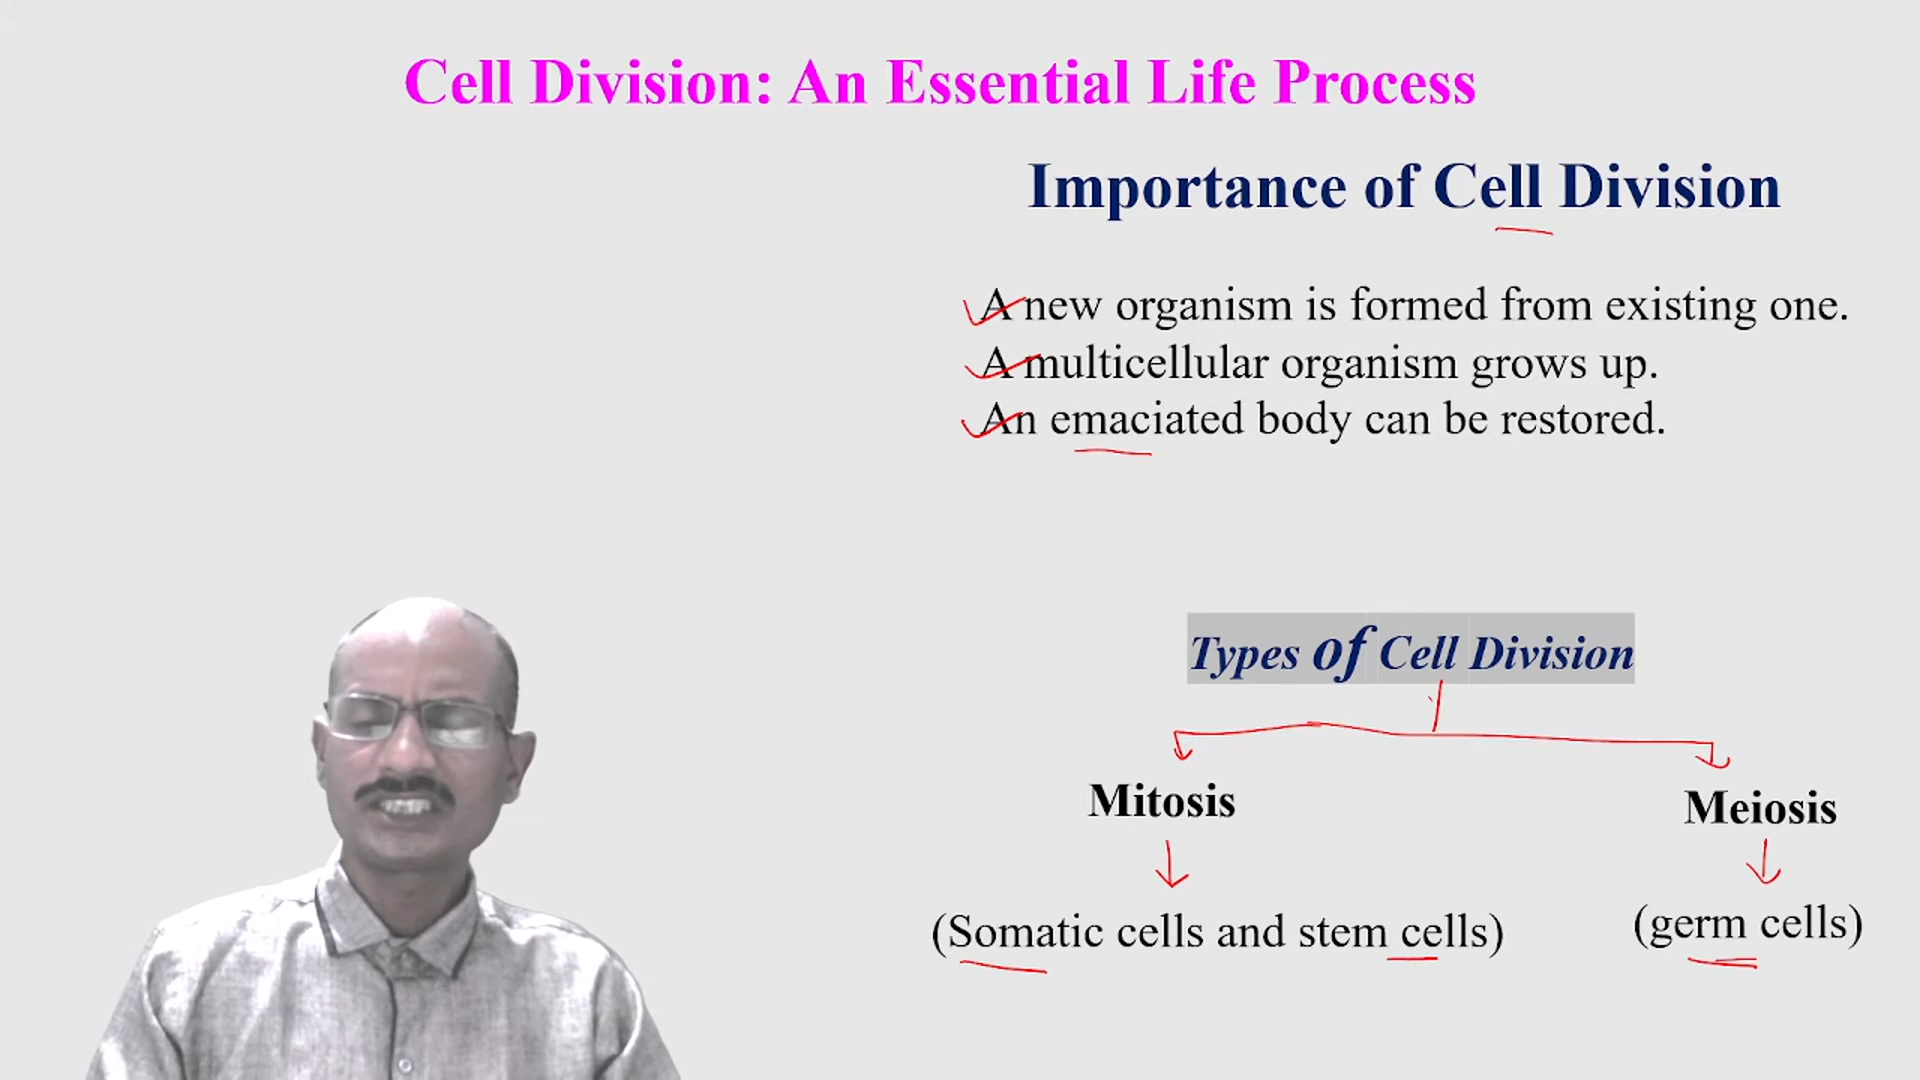 Cell Division: An Essential Life Process
Importance of Cell Division
A new organism is formed from existing one.
A multicellular organism grows up.
An emaciated body can be restored.
Types of Cell Division
Mitosis
Meiosis
(Somatic cells and stem cells)
(germ cells)